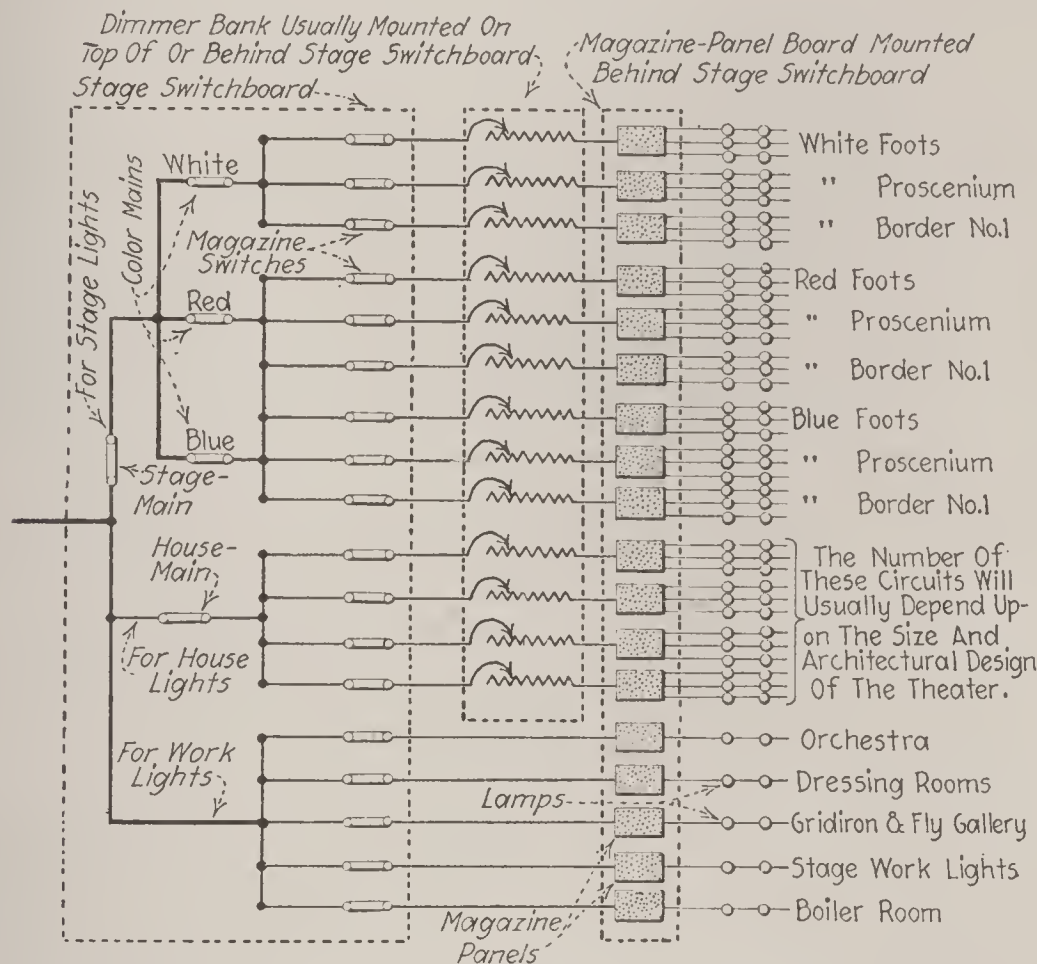 Dimmer Bank Usually Mounted On
Top Of Or Behind Stage Switchboard
Stage Switchboard
Magazine-Panel Board Mounted
Behind Stage Switchboard
For Stage Lights
Color Mains
White
Magazine
Switches
Red
Blue
Stage-
Main
House-
Main
For House
Lights
For Work
Lights
Lamps
Magazine
Panels
White Foots
" Proscenium
" Border No.1
Red Foots
" Proscenium
" Border No.1
Blue Foots
" Proscenium
" Border No.1
The Number Of
These Circuits Will
Usually Depend Up-
on The Size And
Architectural Design
Of The Theater.
Orchestra
Dressing Rooms
Gridiron & Fly Gallery
Stage Work Lights
Boiler Room